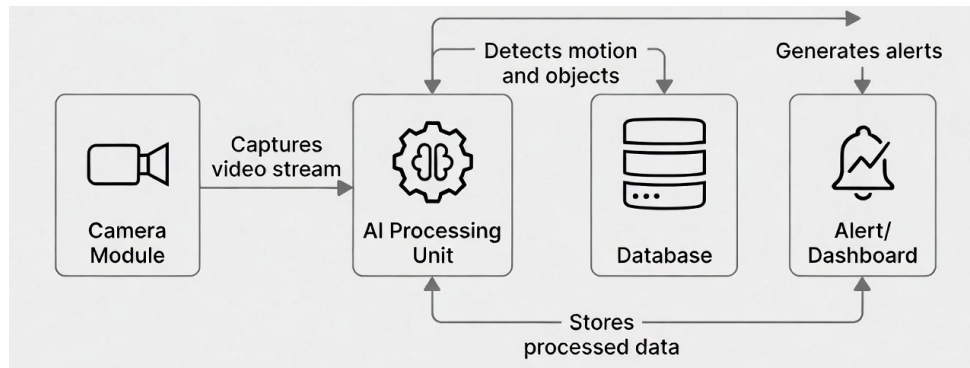 Detects motion
and objects
Generates alerts
Captures
video stream
Camera
Module
AI Processing
Unit
Database
Alert/
Dashboard
Stores
processed data